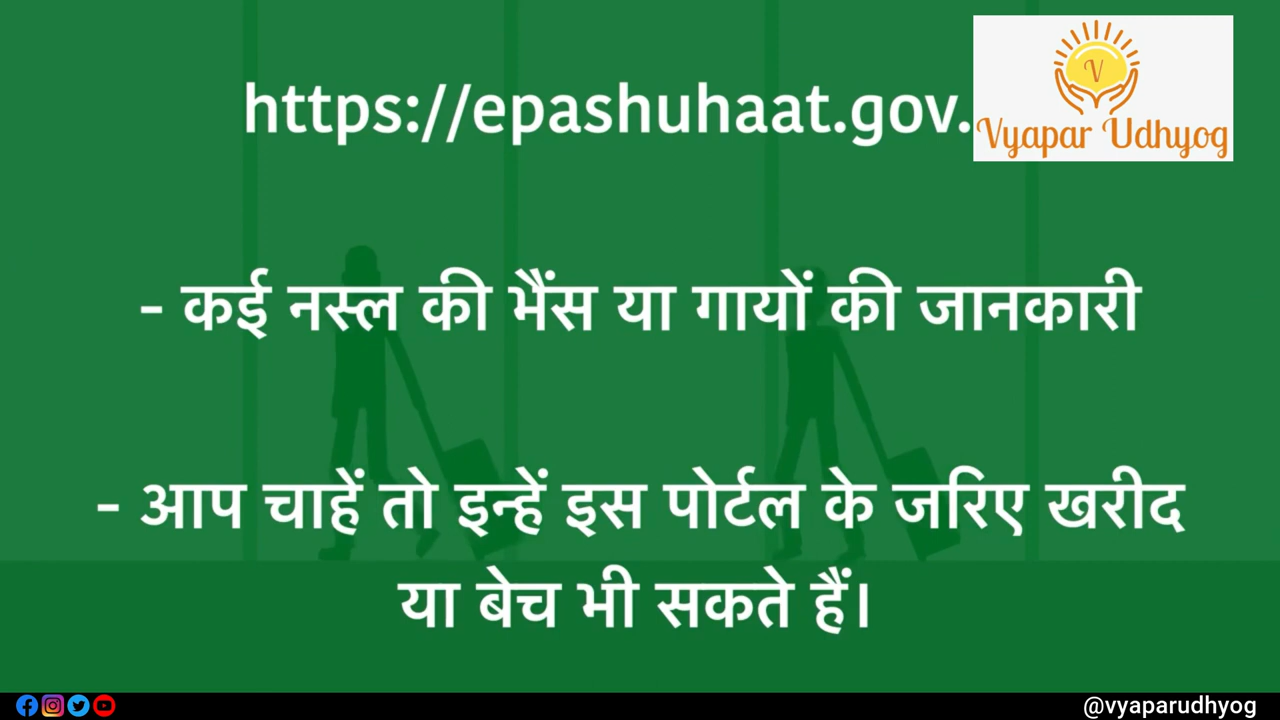 https://epashuhaat.gov.
V
Vyapar Udhyog
- कई नस्ल की भैंस या गायों की जानकारी
- आप चाहें तो इन्हें इस पोर्टल के जरिए खरीद
या बेच भी सकते हैं।
@vyaparudhyog